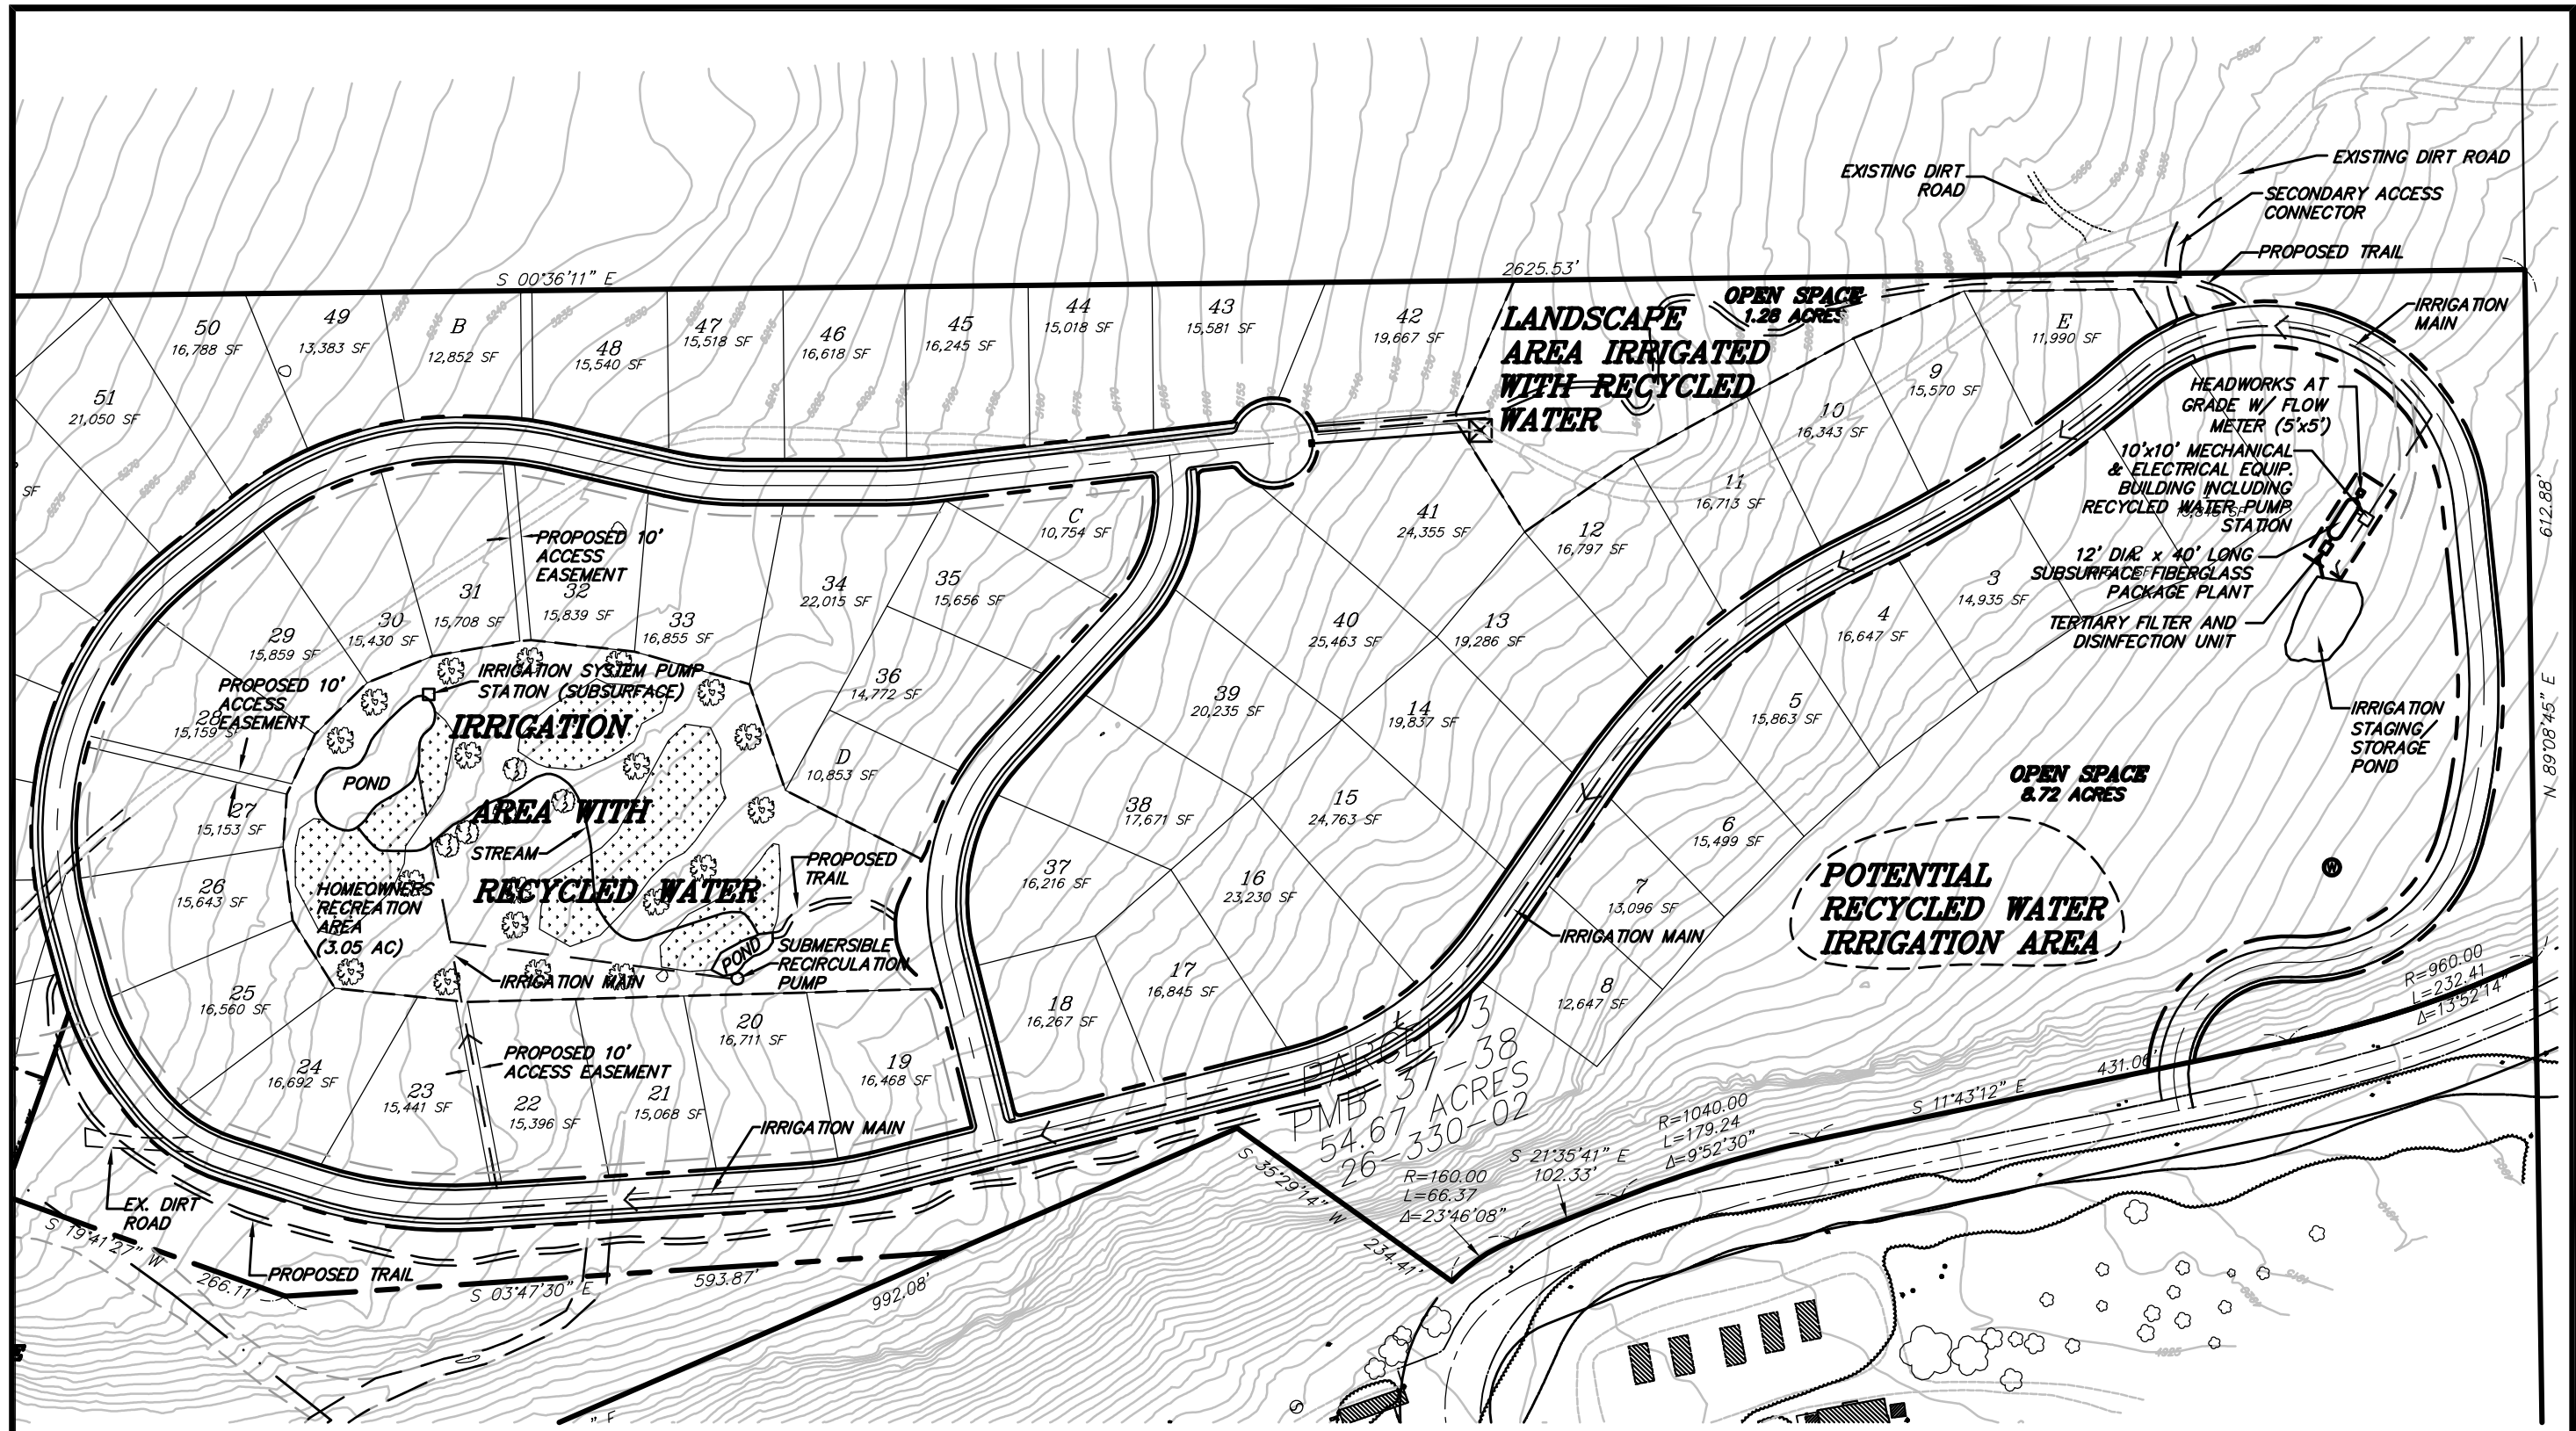 EXISTING DIRT ROAD
EXISTING DIRT
ROAD
SECONDARY ACCESS
CONNECTOR
PROPOSED TRAIL
S 00°36'11" E
2625.53'
OPEN SPACE
1.28 ACRES
LANDSCAPE
AREA IRRIGATED
WITH RECYCLED
WATER
IRRIGATION
MAIN
50
16,788 SF
49
13,383 SF
B
12,852 SF
48
15,540 SF
47
15,518 SF
46
16,618 SF
45
16,245 SF
44
15,018 SF
43
15,581 SF
42
19,667 SF
E
11,990 SF
9
15,570 SF
10
16,343 SF
51
21,050 SF
SF
HEADWORKS AT
GRADE W/ FLOW
METER (5'x5')
10'x10' MECHANICAL
& ELECTRICAL EQUIP.
BUILDING INCLUDING
RECYCLED WATER PUMP
STATION
12' DIA. x 40' LONG
SUBSURFACE FIBERGLASS
PACKAGE PLANT
TERTIARY FILTER AND
DISINFECTION UNIT
IRRIGATION
STAGING/
STORAGE
POND
612.88'
N 89°08'45" E
11
16,713 SF
12
16,797 SF
41
24,355 SF
C
10,754 SF
PROPOSED 10'
ACCESS
EASEMENT
31
15,708 SF
32
15,839 SF
33
16,855 SF
34
22,015 SF
35
15,656 SF
30
15,430 SF
29
15,859 SF
3
14,935 SF
4
16,647 SF
40
25,463 SF
13
19,286 SF
36
14,772 SF
39
20,235 SF
14
19,837 SF
5
15,863 SF
PROPOSED 10'
ACCESS
EASEMENT
28
15,159 SF
IRRIGATION SYSTEM PUMP
STATION (SUBSURFACE)
IRRIGATION
AREA WITH
RECYCLED WATER
POND
STREAM
D
10,853 SF
27
15,153 SF
38
17,671 SF
15
24,763 SF
6
15,499 SF
OPEN SPACE
8.72 ACRES
POTENTIAL
RECYCLED WATER
IRRIGATION AREA
W
26
15,643 SF
HOMEOWNERS
RECREATION
AREA
(3.05 AC)
PROPOSED
TRAIL
POND
SUBMERSIBLE
RECIRCULATION
PUMP
IRRIGATION MAIN
37
16,216 SF
16
23,230 SF
7
13,096 SF
IRRIGATION MAIN
25
16,560 SF
17
16,845 SF
18
16,267 SF
8
12,647 SF
20
16,711 SF
19
16,468 SF
24
16,692 SF
23
15,441 SF
22
15,396 SF
21
15,068 SF
PROPOSED 10'
ACCESS EASEMENT
IRRIGATION MAIN
PARCEL 3
PMB 37-38
54.67 ACRES
26-330-02
R=960.00
L=232.41
Δ=13°52'14"
431.06'
S 11°43'12" E
R=1040.00
L=179.24
Δ=9°52'30"
S 21°35'41" E
102.33'
R=160.00
L=66.37
Δ=23°46'08"
S 35°29'14" W
234.41'
EX. DIRT
ROAD
PROPOSED TRAIL
S 19°41'27" W
266.11'
S 03°47'30" E
593.87'
992.08'